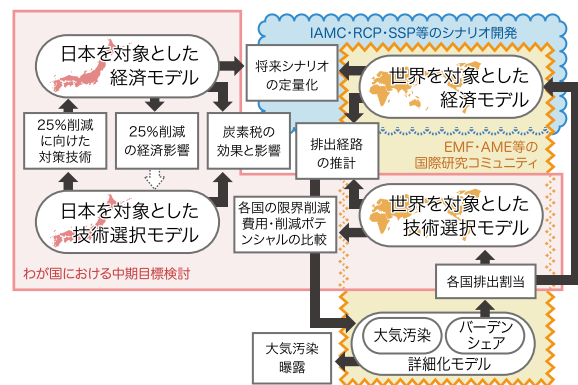 IAMC・RCP・SSP等のシナリオ開発
日本を対象とした
経済モデル
将来シナリオ
の定量化
世界を対象とした
経済モデル
25%削減
に向けた
対策技術
25%削減
の経済影響
炭素税の
効果と影響
排出経路
の推計
EMF・AME等の
国際研究コミュニティ
日本を対象とした
技術選択モデル
各国の限界削減
費用・削減ポテ
ンシャルの比較
世界を対象とした
技術選択モデル
わが国における中期目標検討
各国排出割当
大気汚染
バーデン
シェア
詳細化モデル
大気汚染
曝露